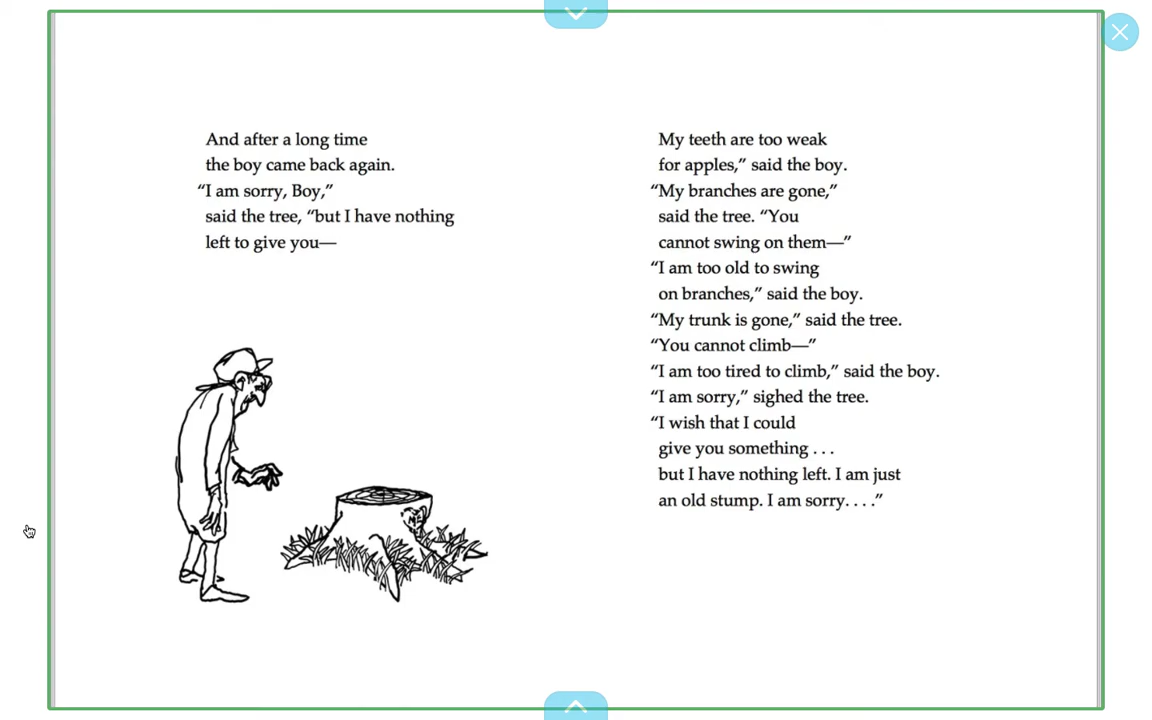 And after a long time
the boy came back again.
“I am sorry, Boy,”
said the tree, “but I have nothing
left to give you—
My teeth are too weak
for apples,” said the boy.
“My branches are gone,”
said the tree. “You
cannot swing on them—”
“I am too old to swing
on branches,” said the boy.
“My trunk is gone,” said the tree.
“You cannot climb—”
“I am too tired to climb,” said the boy.
“I am sorry,” sighed the tree.
“I wish that I could
give you something . . .
but I have nothing left. I am just
an old stump. I am sorry. . . .”